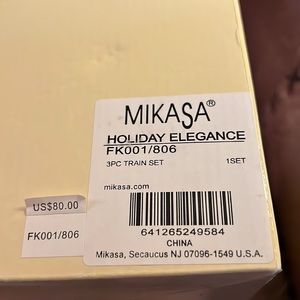 MIKASA®
HOLIDAY ELEGANCE
FK001/806
3PC TRAIN SET 1SET
mikasa.com
641265249584
CHINA
Mikasa, Secaucus NJ 07096-1549 U.S.A.
US$80.00
FK001/806